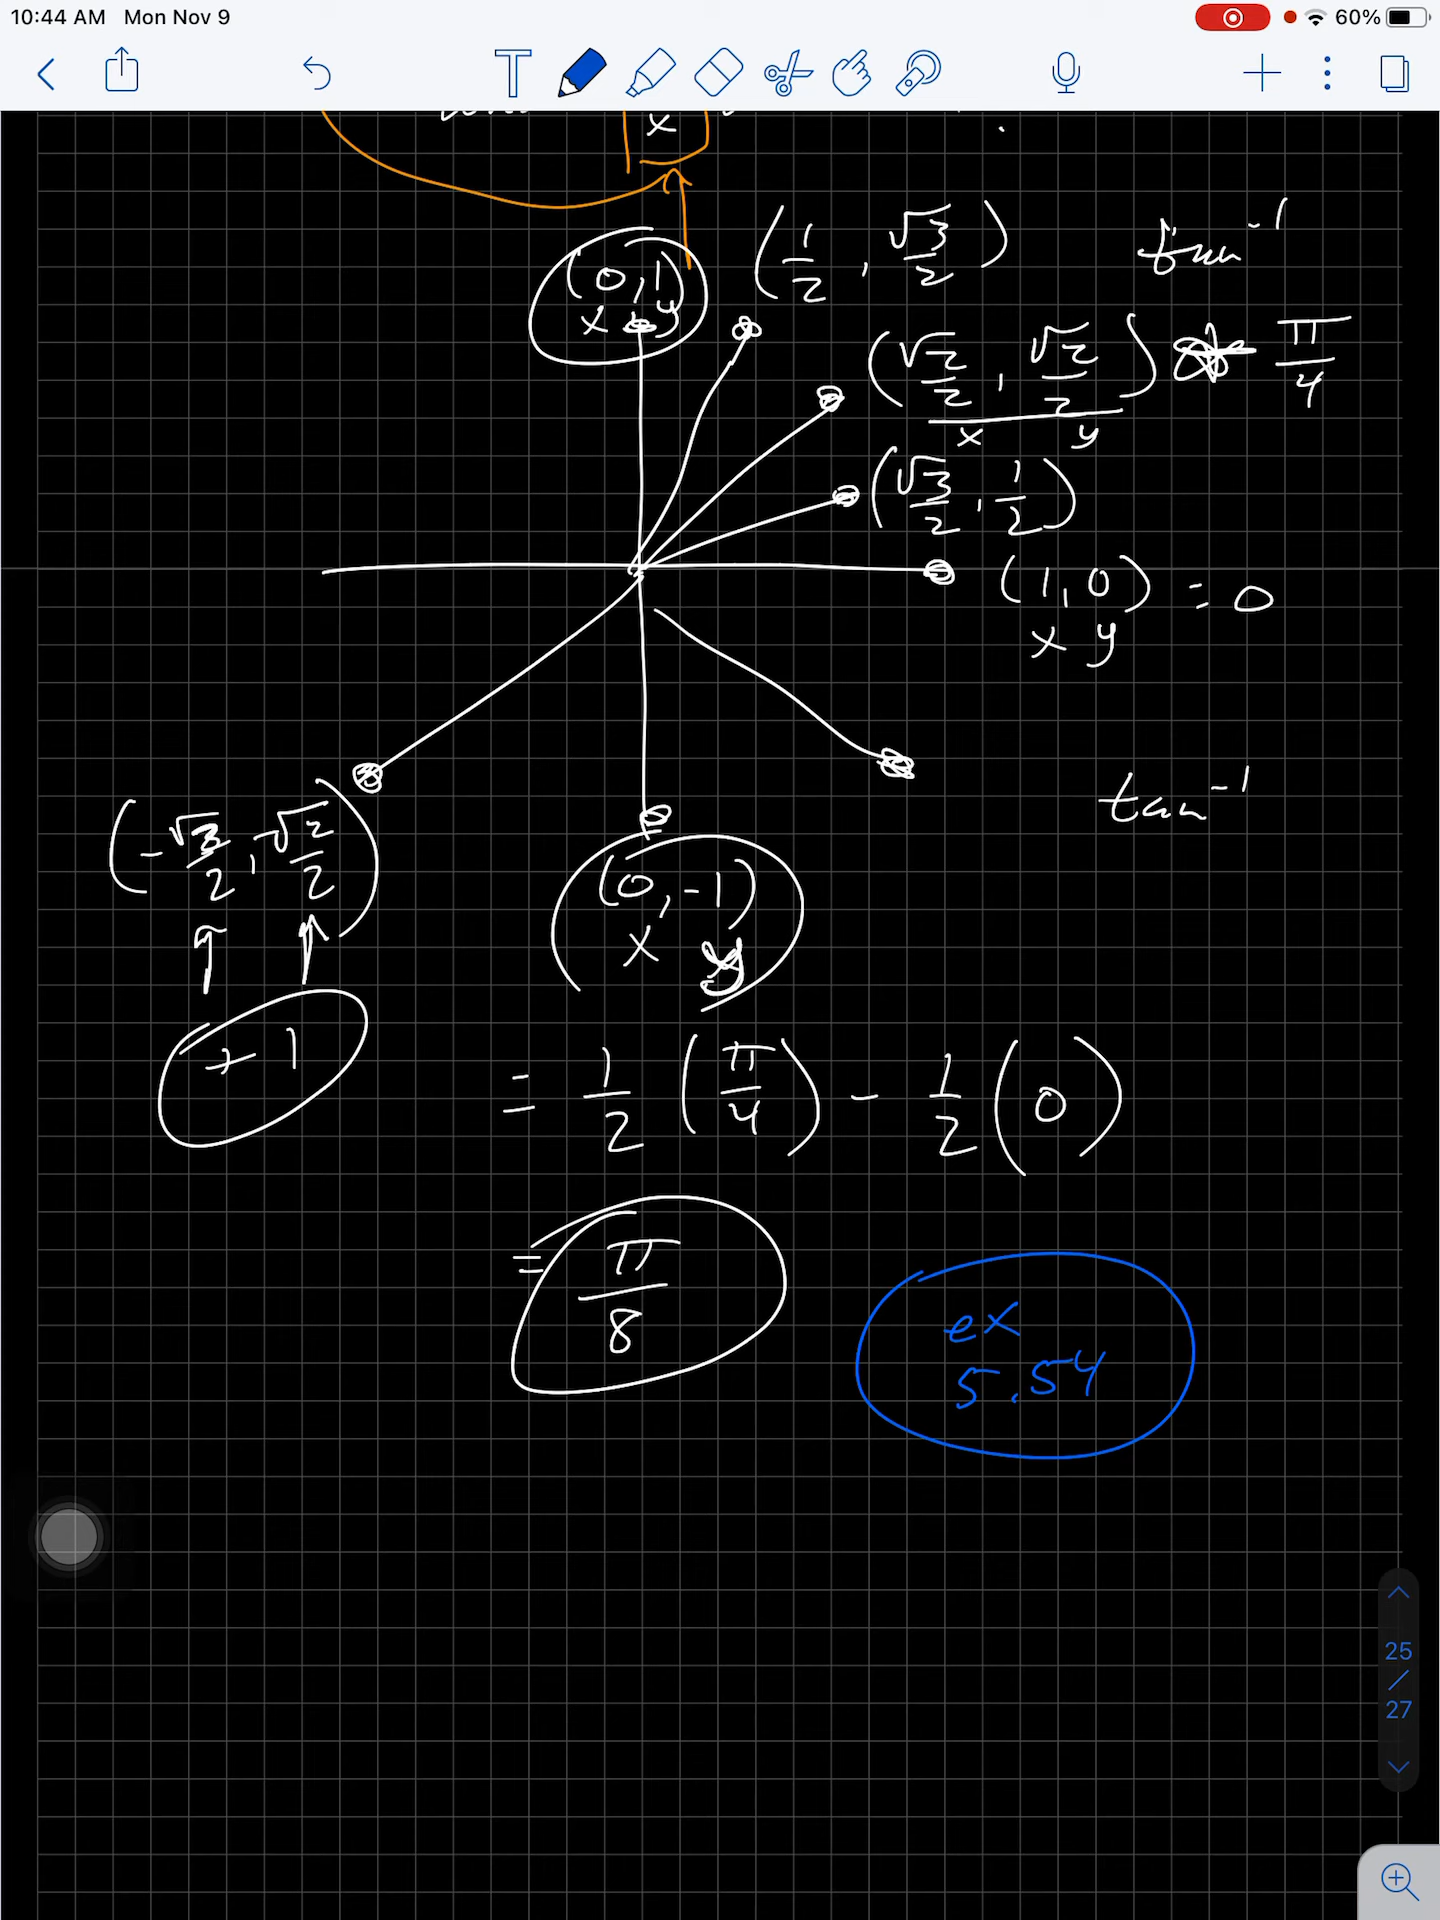 10:44 AM Mon Nov 9
60%
T
x
(0,1)
x y
(1/2, √3/2)
tan⁻¹
(√2/2, √2/2) π/4
x y
(√3/2, 1/2)
(1,0) = 0
x y
tan⁻¹
(-√2/2, -√2/2)
+1
(0,-1)
x y
= 1/2 (π/4) - 1/2 (0)
= π/8
ex
5.54
25
/
27